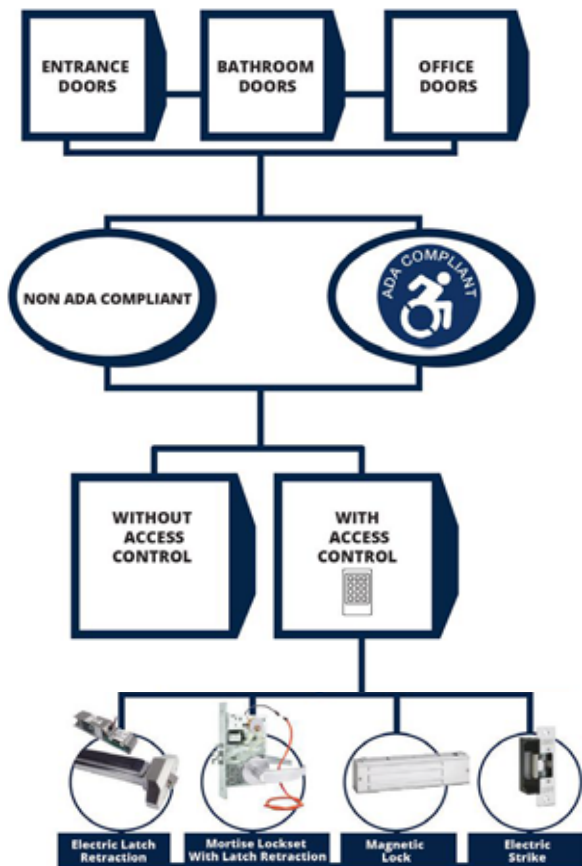 ENTRANCE
DOORS
BATHROOM
DOORS
OFFICE
DOORS
NON ADA COMPLIANT
ADA COMPLIANT
WITHOUT
ACCESS
CONTROL
WITH
ACCESS
CONTROL
Electric Latch
Retraction
Mortise Lockset
With Latch Retraction
Magnetic
Lock
Electric
Strike